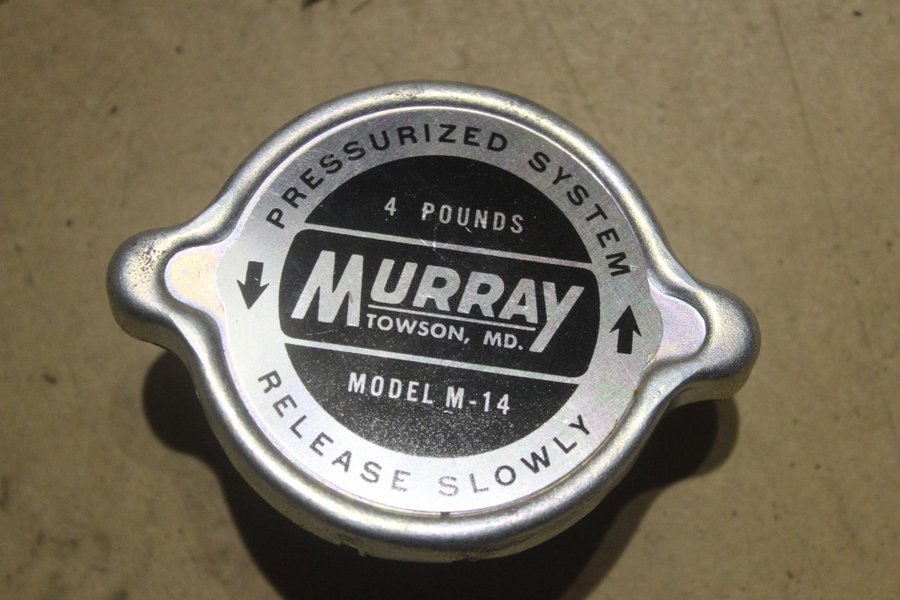 PRESSURIZED SYSTEM
4 POUNDS
MURRAY
TOWSON, MD.
MODEL M-14
RELEASE SLOWLY